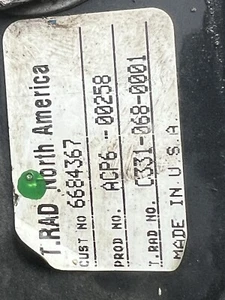 T.RAD North America
CUST NO 6684367
PROD NO. ACP6 -00258
T.RAD NO. C331-068-0001
MADE IN U.S.A.